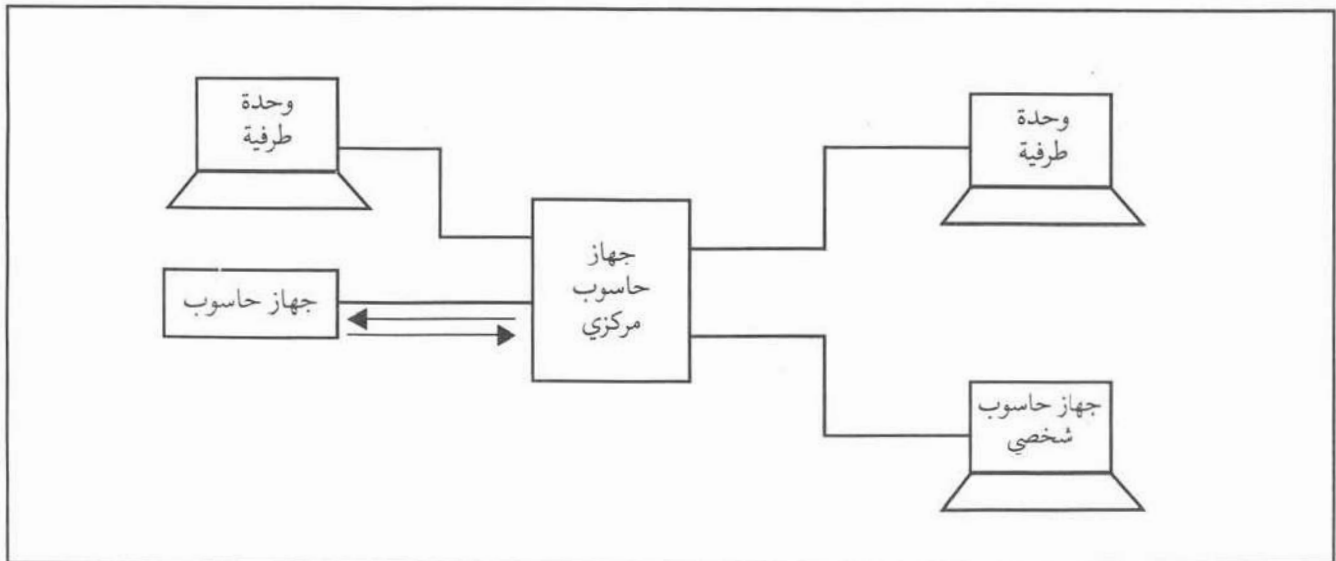 وحدة
طرفية
وحدة
طرفية
جهاز
حاسوب
مركزي
جهاز حاسوب
جهاز حاسوب
شخصي